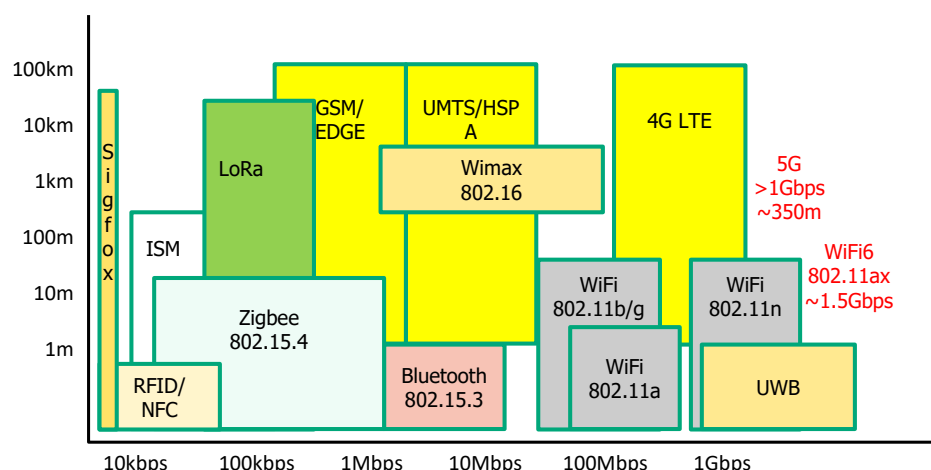 100km
10km
1km
100m
10m
1m
Sigfox
ISM
LoRa
GSM/
EDGE
UMTS/HSP
A
Wimax
802.16
4G LTE
5G
>1Gbps
~350m
WiFi6
802.11ax
~1.5Gbps
Zigbee
802.15.4
RFID/
NFC
Bluetooth
802.15.3
WiFi
802.11b/g
WiFi
802.11a
WiFi
802.11n
UWB
10kbps
100kbps
1Mbps
10Mbps
100Mbps
1Gbps